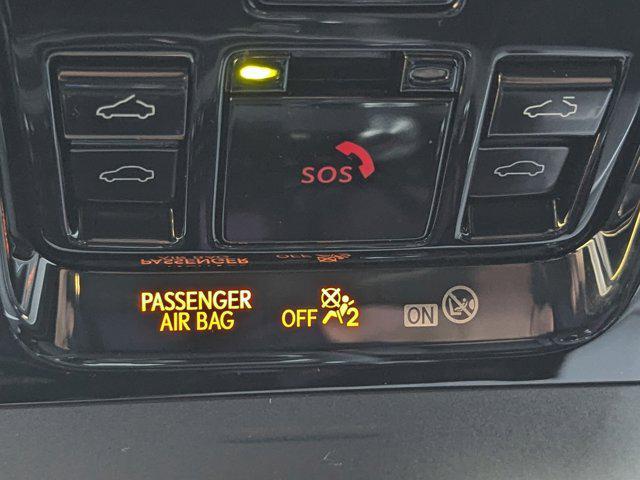 SOS
PASSENGER
AIR BAG
OFF 2
ON